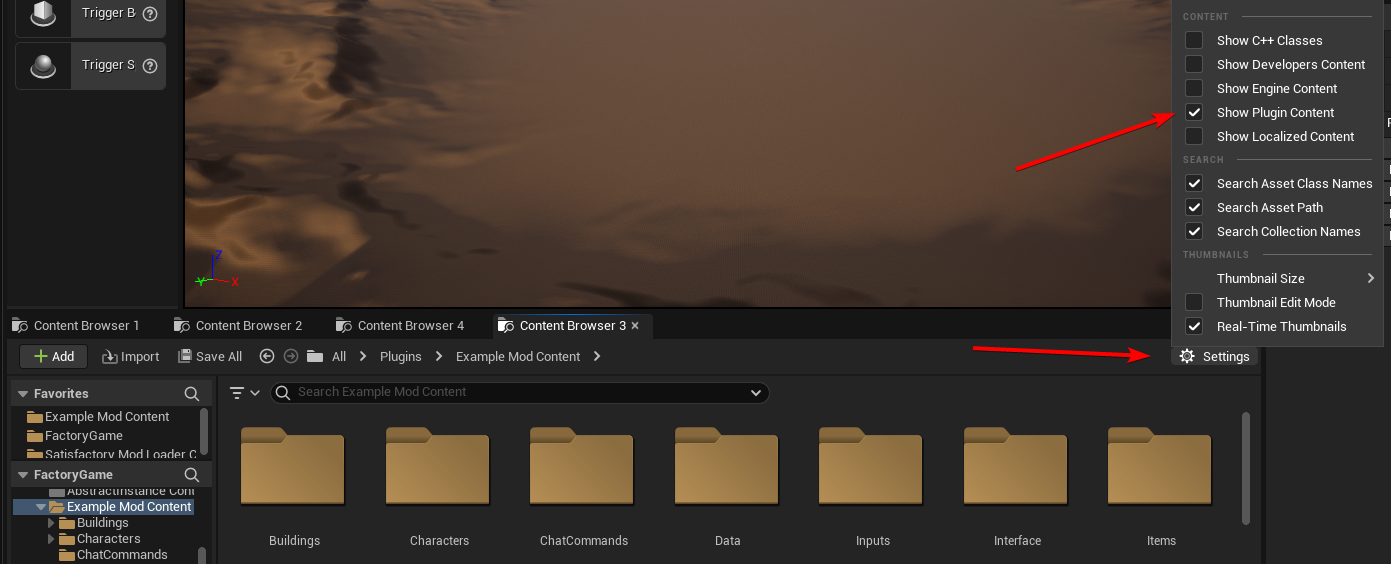 Trigger B
Trigger S
CONTENT
Show C++ Classes
Show Developers Content
Show Engine Content
Show Plugin Content
Show Localized Content
SEARCH
Search Asset Class Names
Search Asset Path
Search Collection Names
THUMBNAILS
Thumbnail Size
Thumbnail Edit Mode
Real-Time Thumbnails
Z
Y
X
Content Browser 1
Content Browser 2
Content Browser 4
Content Browser 3
Add
Import
Save All
All
Plugins
Example Mod Content
Settings
Favorites
Example Mod Content
FactoryGame
Satisfactory Mod Loader C
Search Example Mod Content
FactoryGame
AbstractInstance Cont
Example Mod Content
Buildings
Characters
ChatCommands
Buildings
Characters
ChatCommands
Data
Inputs
Interface
Items